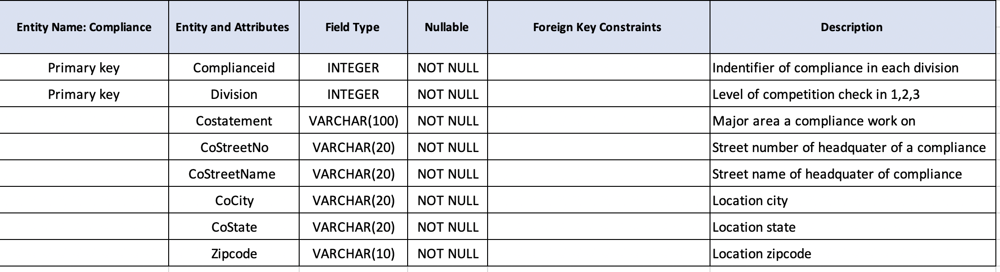 Entity Name: Compliance Entity and Attributes Field Type Nullable Foreign Key Constraints Description
Primary key Complianceid INTEGER NOT NULL Indentifier of compliance in each division
Primary key Division INTEGER NOT NULL Level of competition check in 1,2,3
Costatement VARCHAR(100) NOT NULL Major area a compliance work on
CoStreetNo VARCHAR(20) NOT NULL Street number of headquater of a compliance
CoStreetName VARCHAR(20) NOT NULL Street name of headquater of compliance
CoCity VARCHAR(20) NOT NULL Location city
CoState VARCHAR(20) NOT NULL Location state
Zipcode VARCHAR(10) NOT NULL Location zipcode